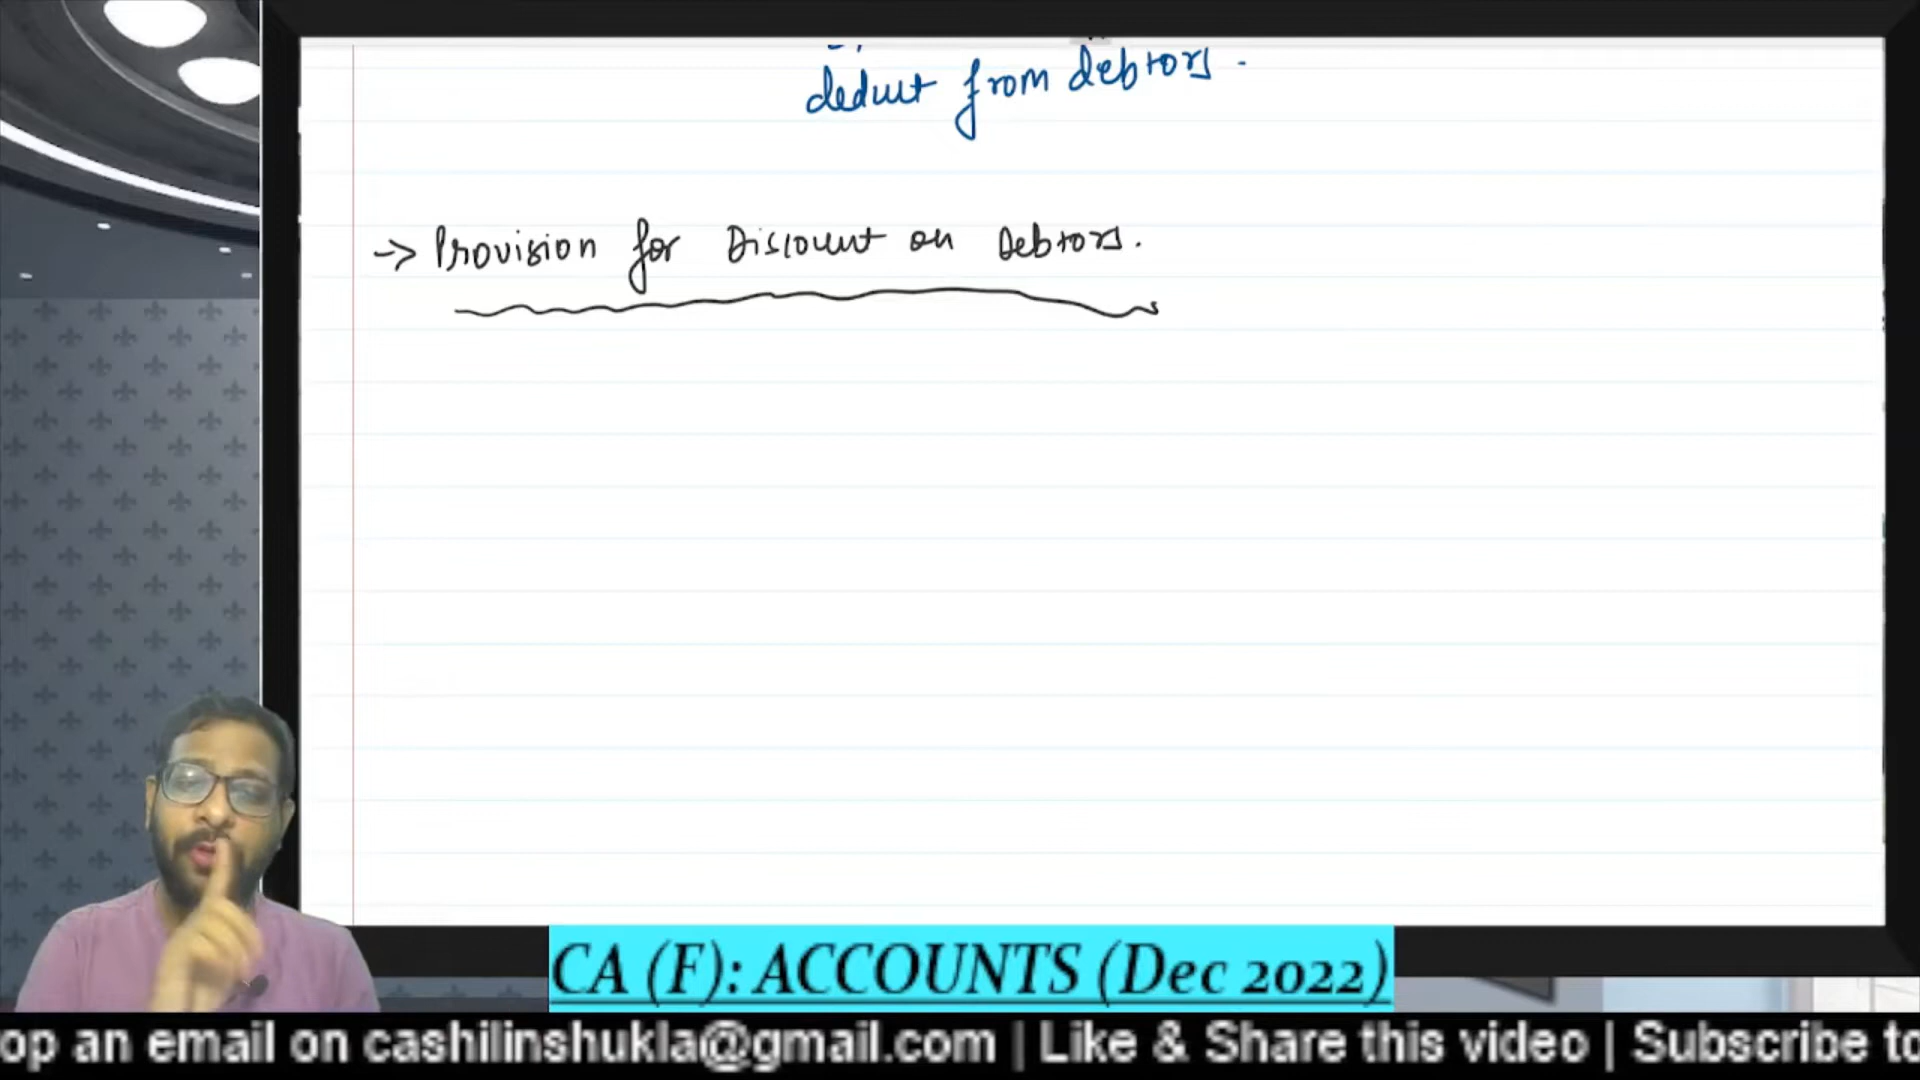 deduct from debtors.
-> Provision for Discount on Debtors.
CA (F): ACCOUNTS (Dec 2022)
op an email on cashilinshukla@gmail.com | Like & Share this video | Subscribe to